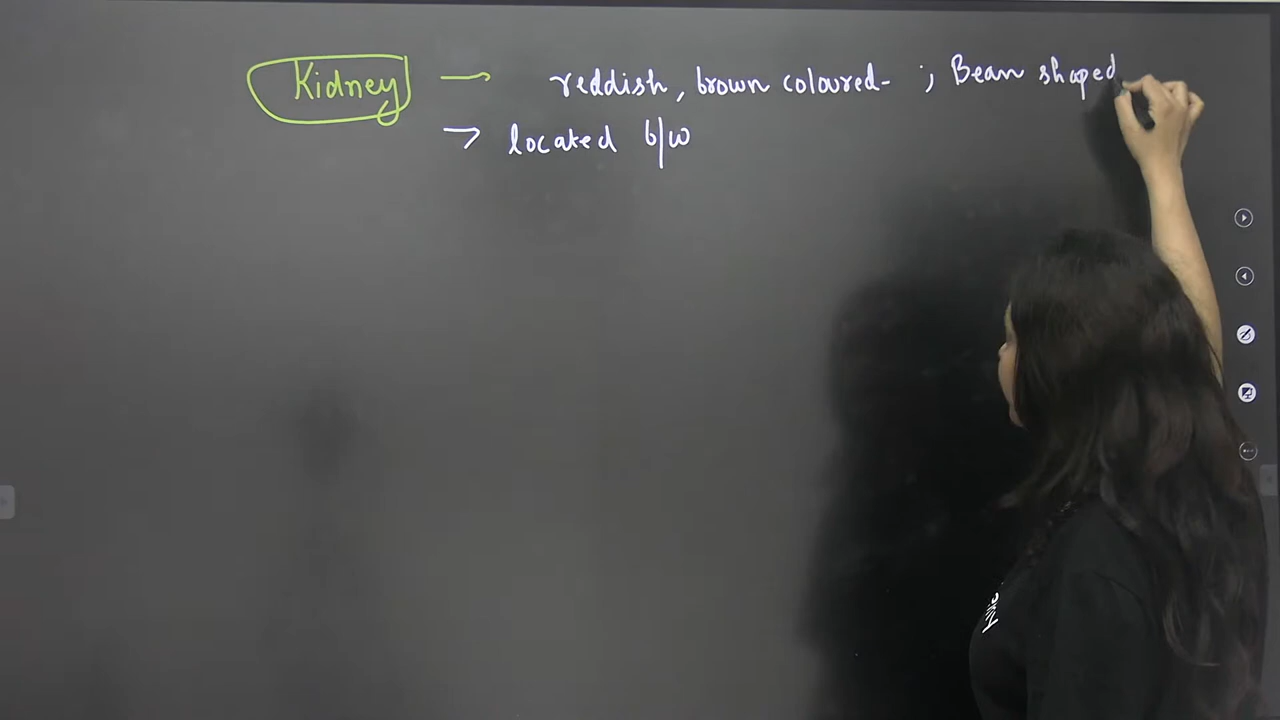 Kidney → reddish, brown coloured- ; Bean shaped
→ located b/w